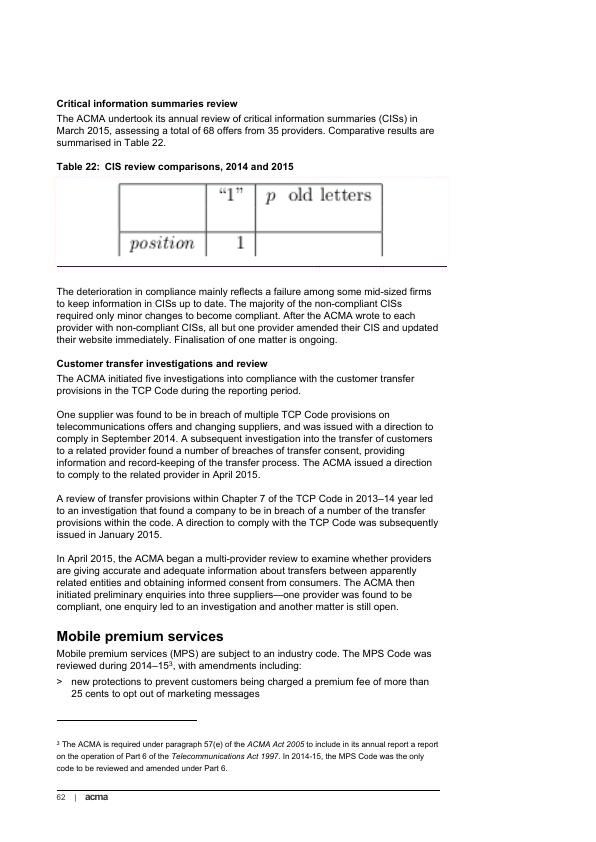 Critical information summaries review
The ACMA undertook its annual review of critical information summaries (CISs) in
March 2015, assessing a total of 68 offers from 35 providers. Comparative results are
summarised in Table 22.
Table 22: CIS review comparisons, 2014 and 2015
“1” p old letters
position 1
The deterioration in compliance mainly reflects a failure among some mid-sized firms
to keep information in CISs up to date. The majority of the non-compliant CISs
required only minor changes to become compliant. After the ACMA wrote to each
provider with non-compliant CISs, all but one provider amended their CIS and updated
their website immediately. Finalisation of one matter is ongoing.
Customer transfer investigations and review
The ACMA initiated five investigations into compliance with the customer transfer
provisions in the TCP Code during the reporting period.
One supplier was found to be in breach of multiple TCP Code provisions on
telecommunications offers and changing suppliers, and was issued with a direction to
comply in September 2014. A subsequent investigation into the transfer of customers
to a related provider found a number of breaches of transfer consent, providing
information and record-keeping of the transfer process. The ACMA issued a direction
to comply to the related provider in April 2015.
A review of transfer provisions within Chapter 7 of the TCP Code in 2013–14 year led
to an investigation that found a company to be in breach of a number of the transfer
provisions within the code. A direction to comply with the TCP Code was subsequently
issued in January 2015.
In April 2015, the ACMA began a multi-provider review to examine whether providers
are giving accurate and adequate information about transfers between apparently
related entities and obtaining informed consent from consumers. The ACMA then
initiated preliminary enquiries into three suppliers—one provider was found to be
compliant, one enquiry led to an investigation and another matter is still open.
Mobile premium services
Mobile premium services (MPS) are subject to an industry code. The MPS Code was
reviewed during 2014–15³, with amendments including:
> new protections to prevent customers being charged a premium fee of more than
25 cents to opt out of marketing messages
³ The ACMA is required under paragraph 57(e) of the ACMA Act 2005 to include in its annual report a report
on the operation of Part 6 of the Telecommunications Act 1997. In 2014-15, the MPS Code was the only
code to be reviewed and amended under Part 6.
62 | acma